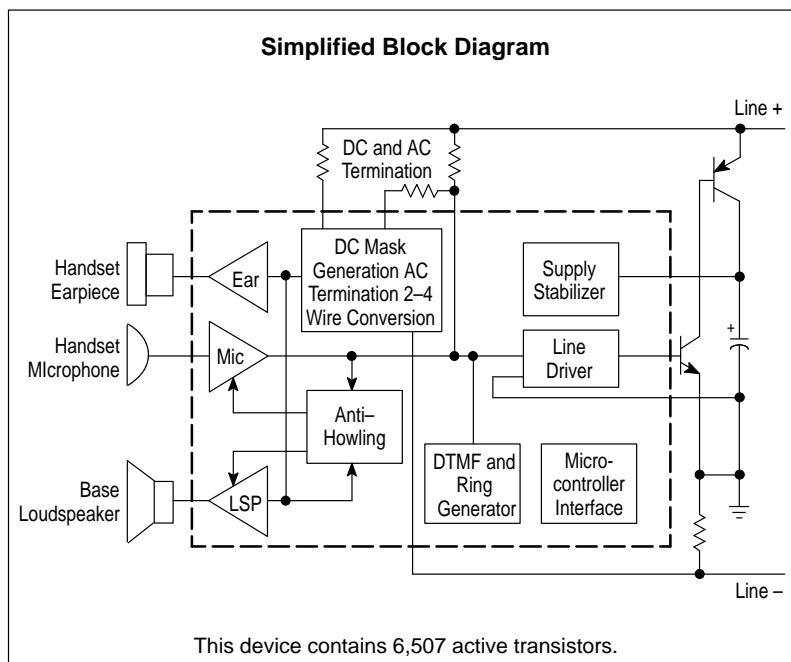 Simplified Block Diagram
Line +
DC and AC
Termination
Handset
Earpiece
Ear
DC Mask
Generation AC
Termination 2–4
Wire Conversion
Supply
Stabilizer
+
Handset
MIcrophone
Mic
Line
Driver
Anti–
Howling
Base
Loudspeaker
LSP
DTMF and
Ring
Generator
Micro-
controller
Interface
Line –
This device contains 6,507 active transistors.